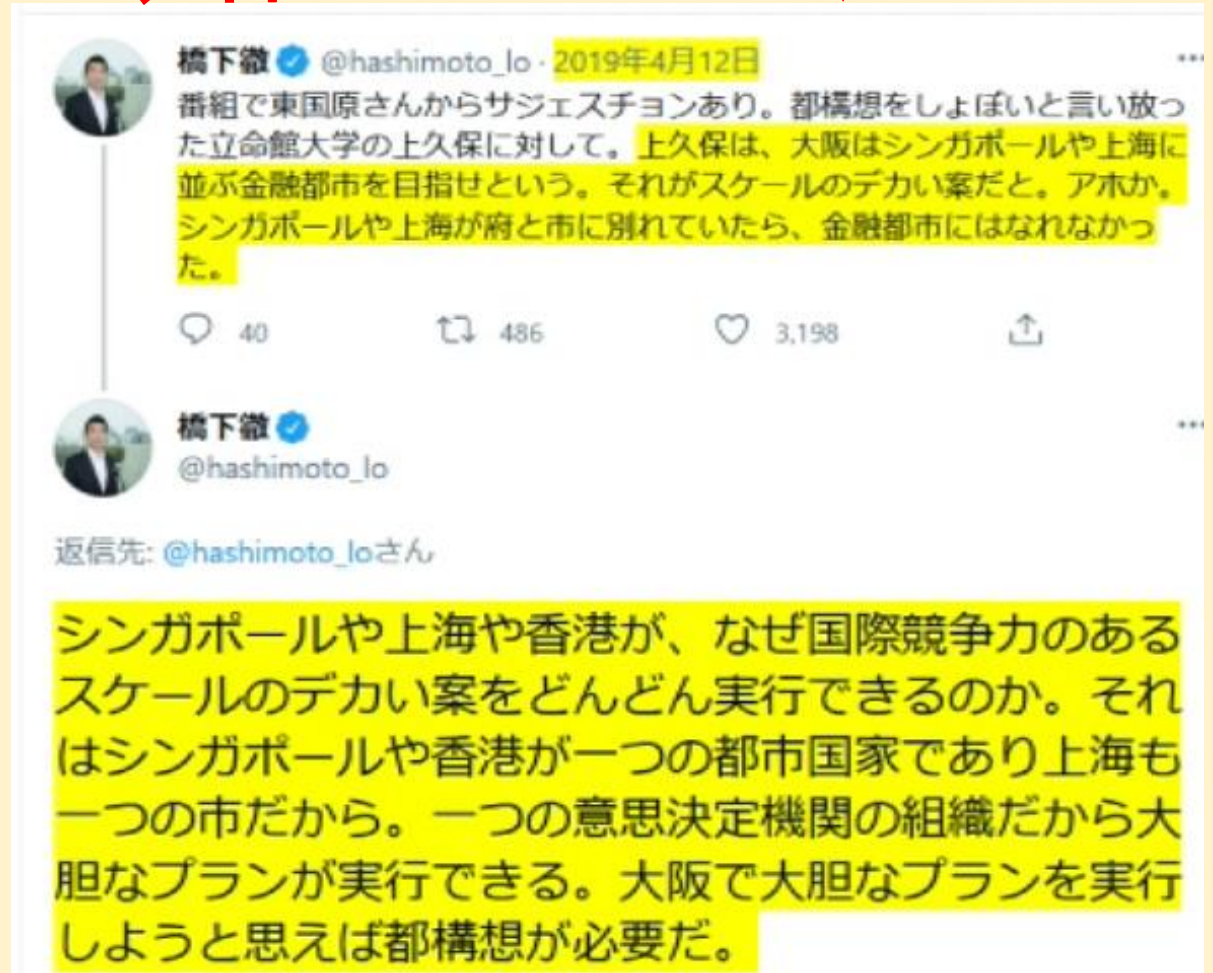 橋下徹 @hashimoto_lo · 2019年4月12日
番組で東国原さんからサジェスチョンあり。都構想をしょぼいと言い放っ
た立命館大学の上久保に対して。上久保は、大阪はシンガポールや上海に
並ぶ金融都市を目指せという。それがスケールのデカい案だと。アホか。
シンガポールや上海が府と市に別れていたら、金融都市にはなれなかっ
た。
40 486 3,198
橋下徹
@hashimoto_lo
返信先: @hashimoto_loさん
シンガポールや上海や香港が、なぜ国際競争力のある
スケールのデカい案をどんどん実行できるのか。それ
はシンガポールや香港が一つの都市国家であり上海も
一つの市だから。一つの意思決定機関の組織だから大
胆なプランが実行できる。大阪で大胆なプランを実行
しようと思えば都構想が必要だ。